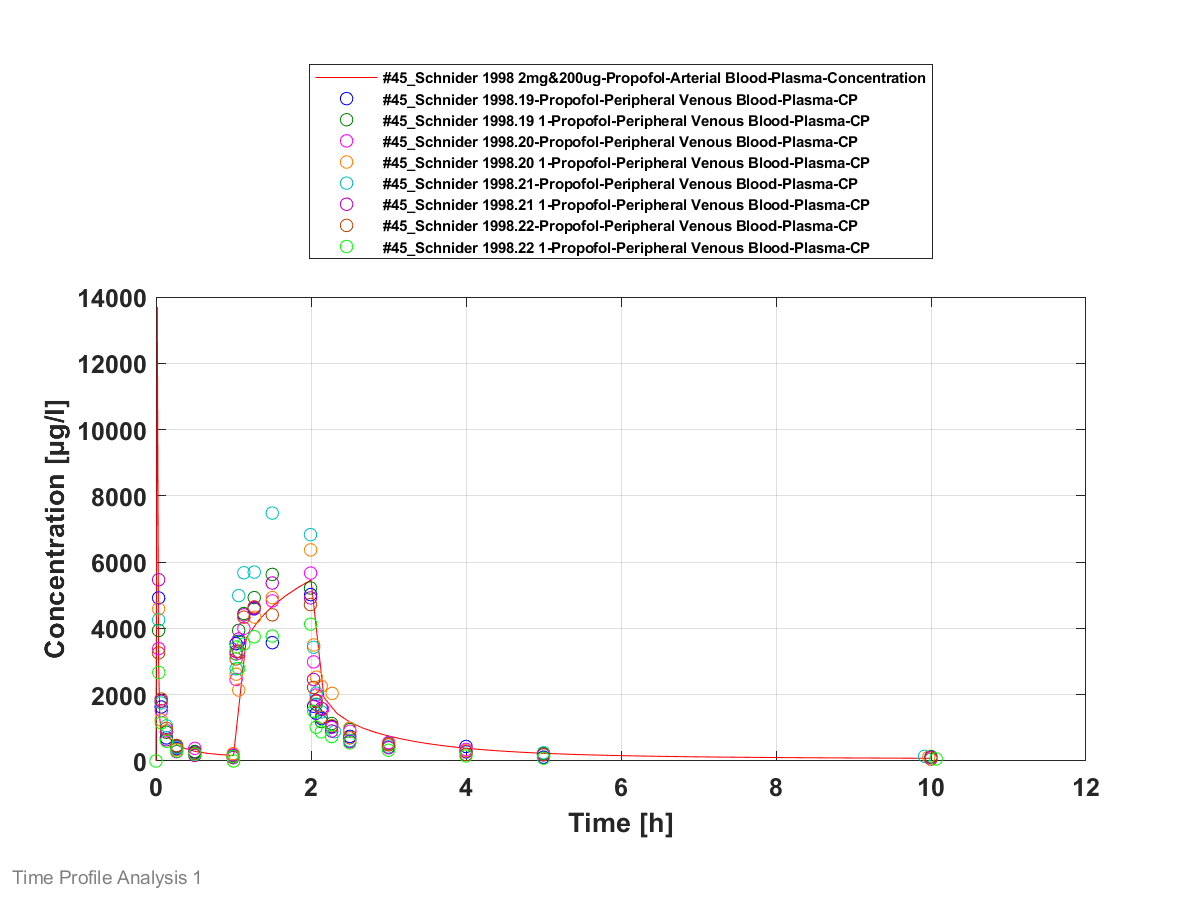 #45_Schnider 1998 2mg&200ug-Propofol-Arterial Blood-Plasma-Concentration
#45_Schnider 1998.19-Propofol-Peripheral Venous Blood-Plasma-CP
#45_Schnider 1998.19 1-Propofol-Peripheral Venous Blood-Plasma-CP
#45_Schnider 1998.20-Propofol-Peripheral Venous Blood-Plasma-CP
#45_Schnider 1998.20 1-Propofol-Peripheral Venous Blood-Plasma-CP
#45_Schnider 1998.21-Propofol-Peripheral Venous Blood-Plasma-CP
#45_Schnider 1998.21 1-Propofol-Peripheral Venous Blood-Plasma-CP
#45_Schnider 1998.22-Propofol-Peripheral Venous Blood-Plasma-CP
#45_Schnider 1998.22 1-Propofol-Peripheral Venous Blood-Plasma-CP
14000
12000
10000
8000
6000
4000
2000
0
Concentration [µg/l]
0 2 4 6 8 10 12
Time [h]
Time Profile Analysis 1